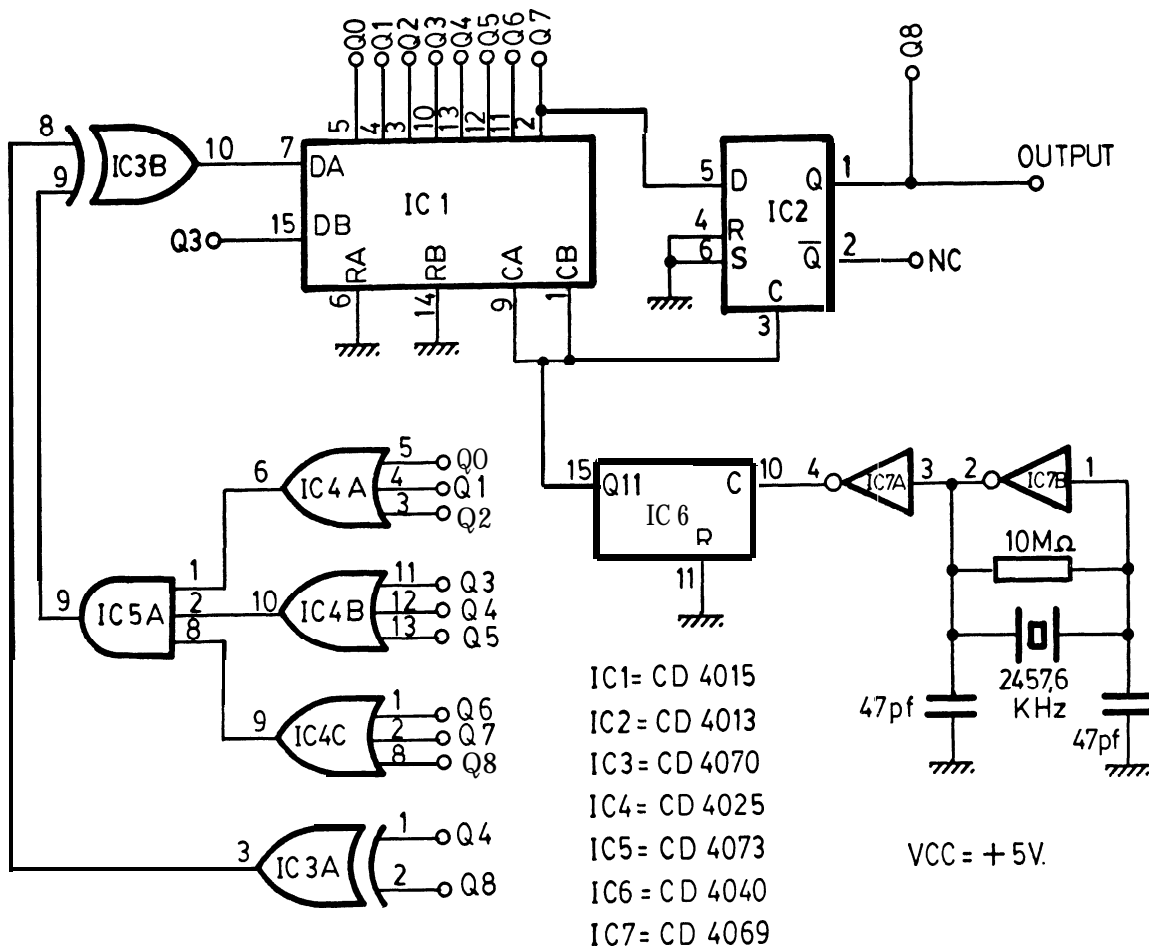 Q0 Q1 Q2 Q3 Q4 Q5 Q6 Q7
Q8
5 4 3 10 13 12 11 2
8
9
IC3B
10
7 DA
IC 1
15 DB
Q3
RA RB CA CB
6 14 9 1
5 D Q 1
OUTPUT
4 R
IC2
6 S Q 2
NC
C
3
6 IC4A 5 Q0
4 Q1
3 Q2
15 Q11 C 10
IC 6
R
11
4 IC7A 3
2 IC7B 1
10MΩ
9 IC5A 1
2
8
10 IC4B 11 Q3
12 Q4
13 Q5
9 IC4C 1 Q6
2 Q7
8 Q8
47pf
2457,6
KHz
47pf
3 IC3A 1 Q4
2 Q8
IC1= CD 4015
IC2= CD 4013
IC3= CD 4070
IC4= CD 4025
IC5= CD 4073
IC6= CD 4040
IC7= CD 4069
VCC = +5V.